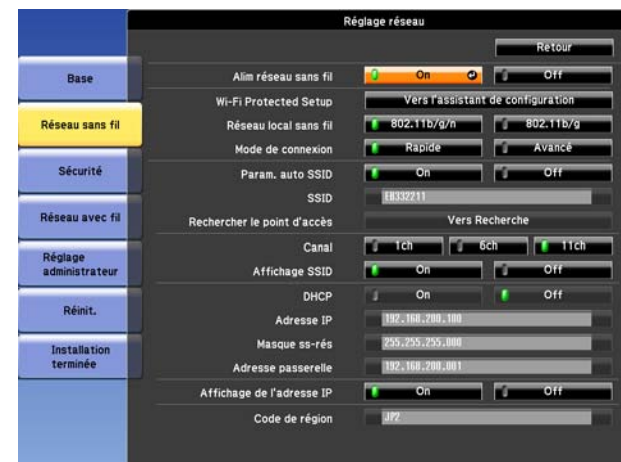 Réglage réseau
Retour
Base
Réseau sans fil
Sécurité
Réseau avec fil
Réglage
administrateur
Réinit.
Installation
terminée
Alim réseau sans fil On Off
Wi-Fi Protected Setup Vers l'assistant de configuration
Réseau local sans fil 802.11b/g/n 802.11b/g
Mode de connexion Rapide Avancé
Param. auto SSID On Off
SSID EB332211
Rechercher le point d'accès Vers Recherche
Canal 1ch 6ch 11ch
Affichage SSID On Off
DHCP On Off
Adresse IP 192.168.200.100
Masque ss-rés 255.255.255.000
Adresse passerelle 192.168.200.001
Affichage de l'adresse IP On Off
Code de région JP2